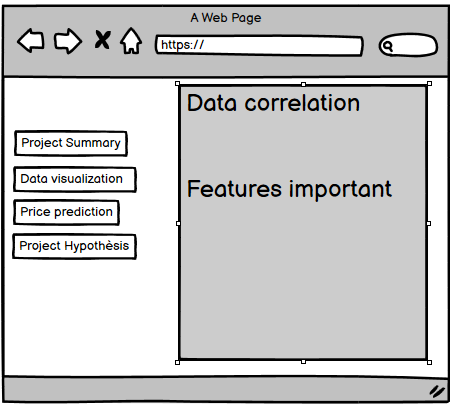 A Web Page
https://
Data correlation
Project Summary
Data visualization
Features important
Price prediction
Project Hypothèsis